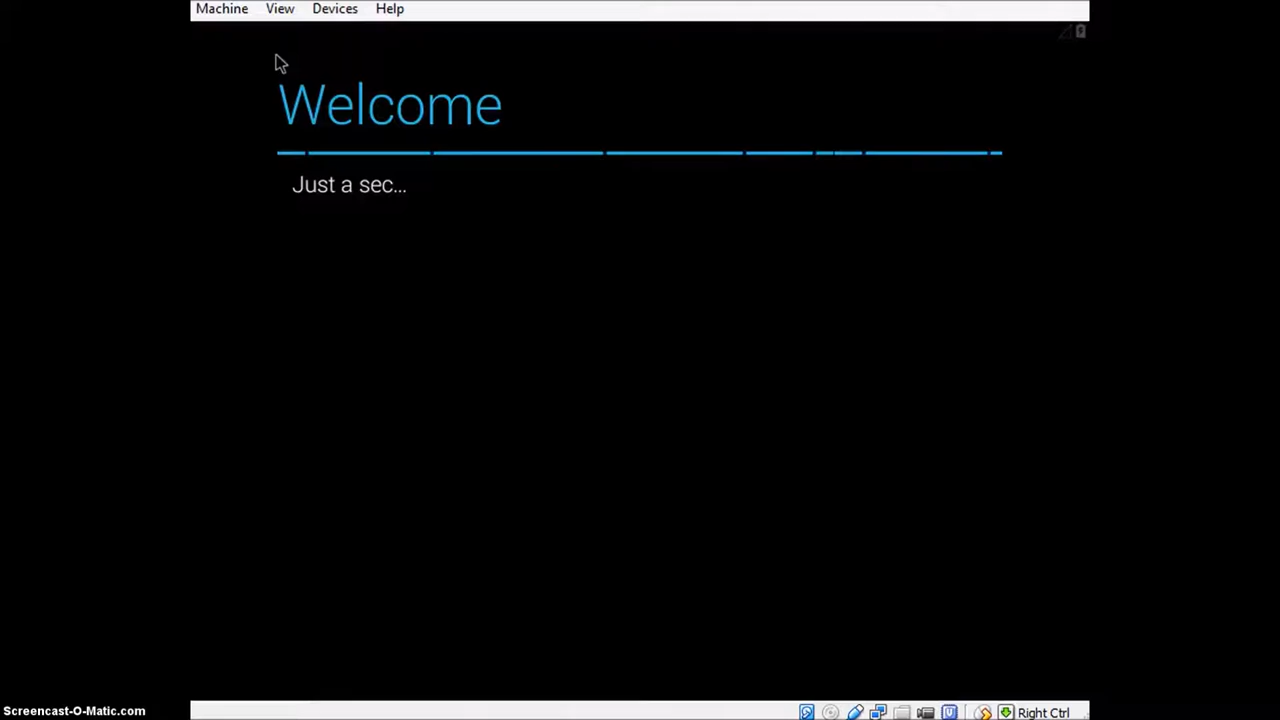 Machine View Devices Help
Welcome
Just a sec...
Screencast-O-Matic.com
Right Ctrl